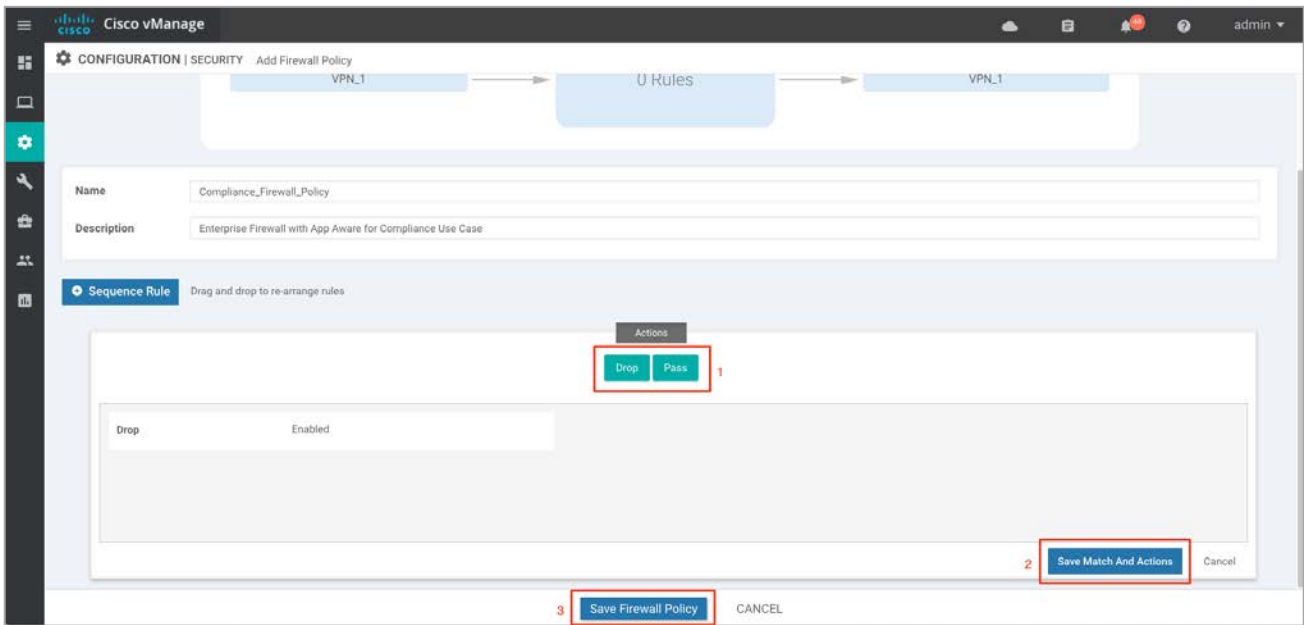 cisco Cisco vManage admin
CONFIGURATION | SECURITY Add Firewall Policy
VPN_1 0 Rules VPN_1
Name Compliance_Firewall_Policy
Description Enterprise Firewall with App Aware for Compliance Use Case
Sequence Rule Drag and drop to re-arrange rules
Actions
Drop Pass 1
Drop Enabled
2 Save Match And Actions Cancel
3 Save Firewall Policy CANCEL